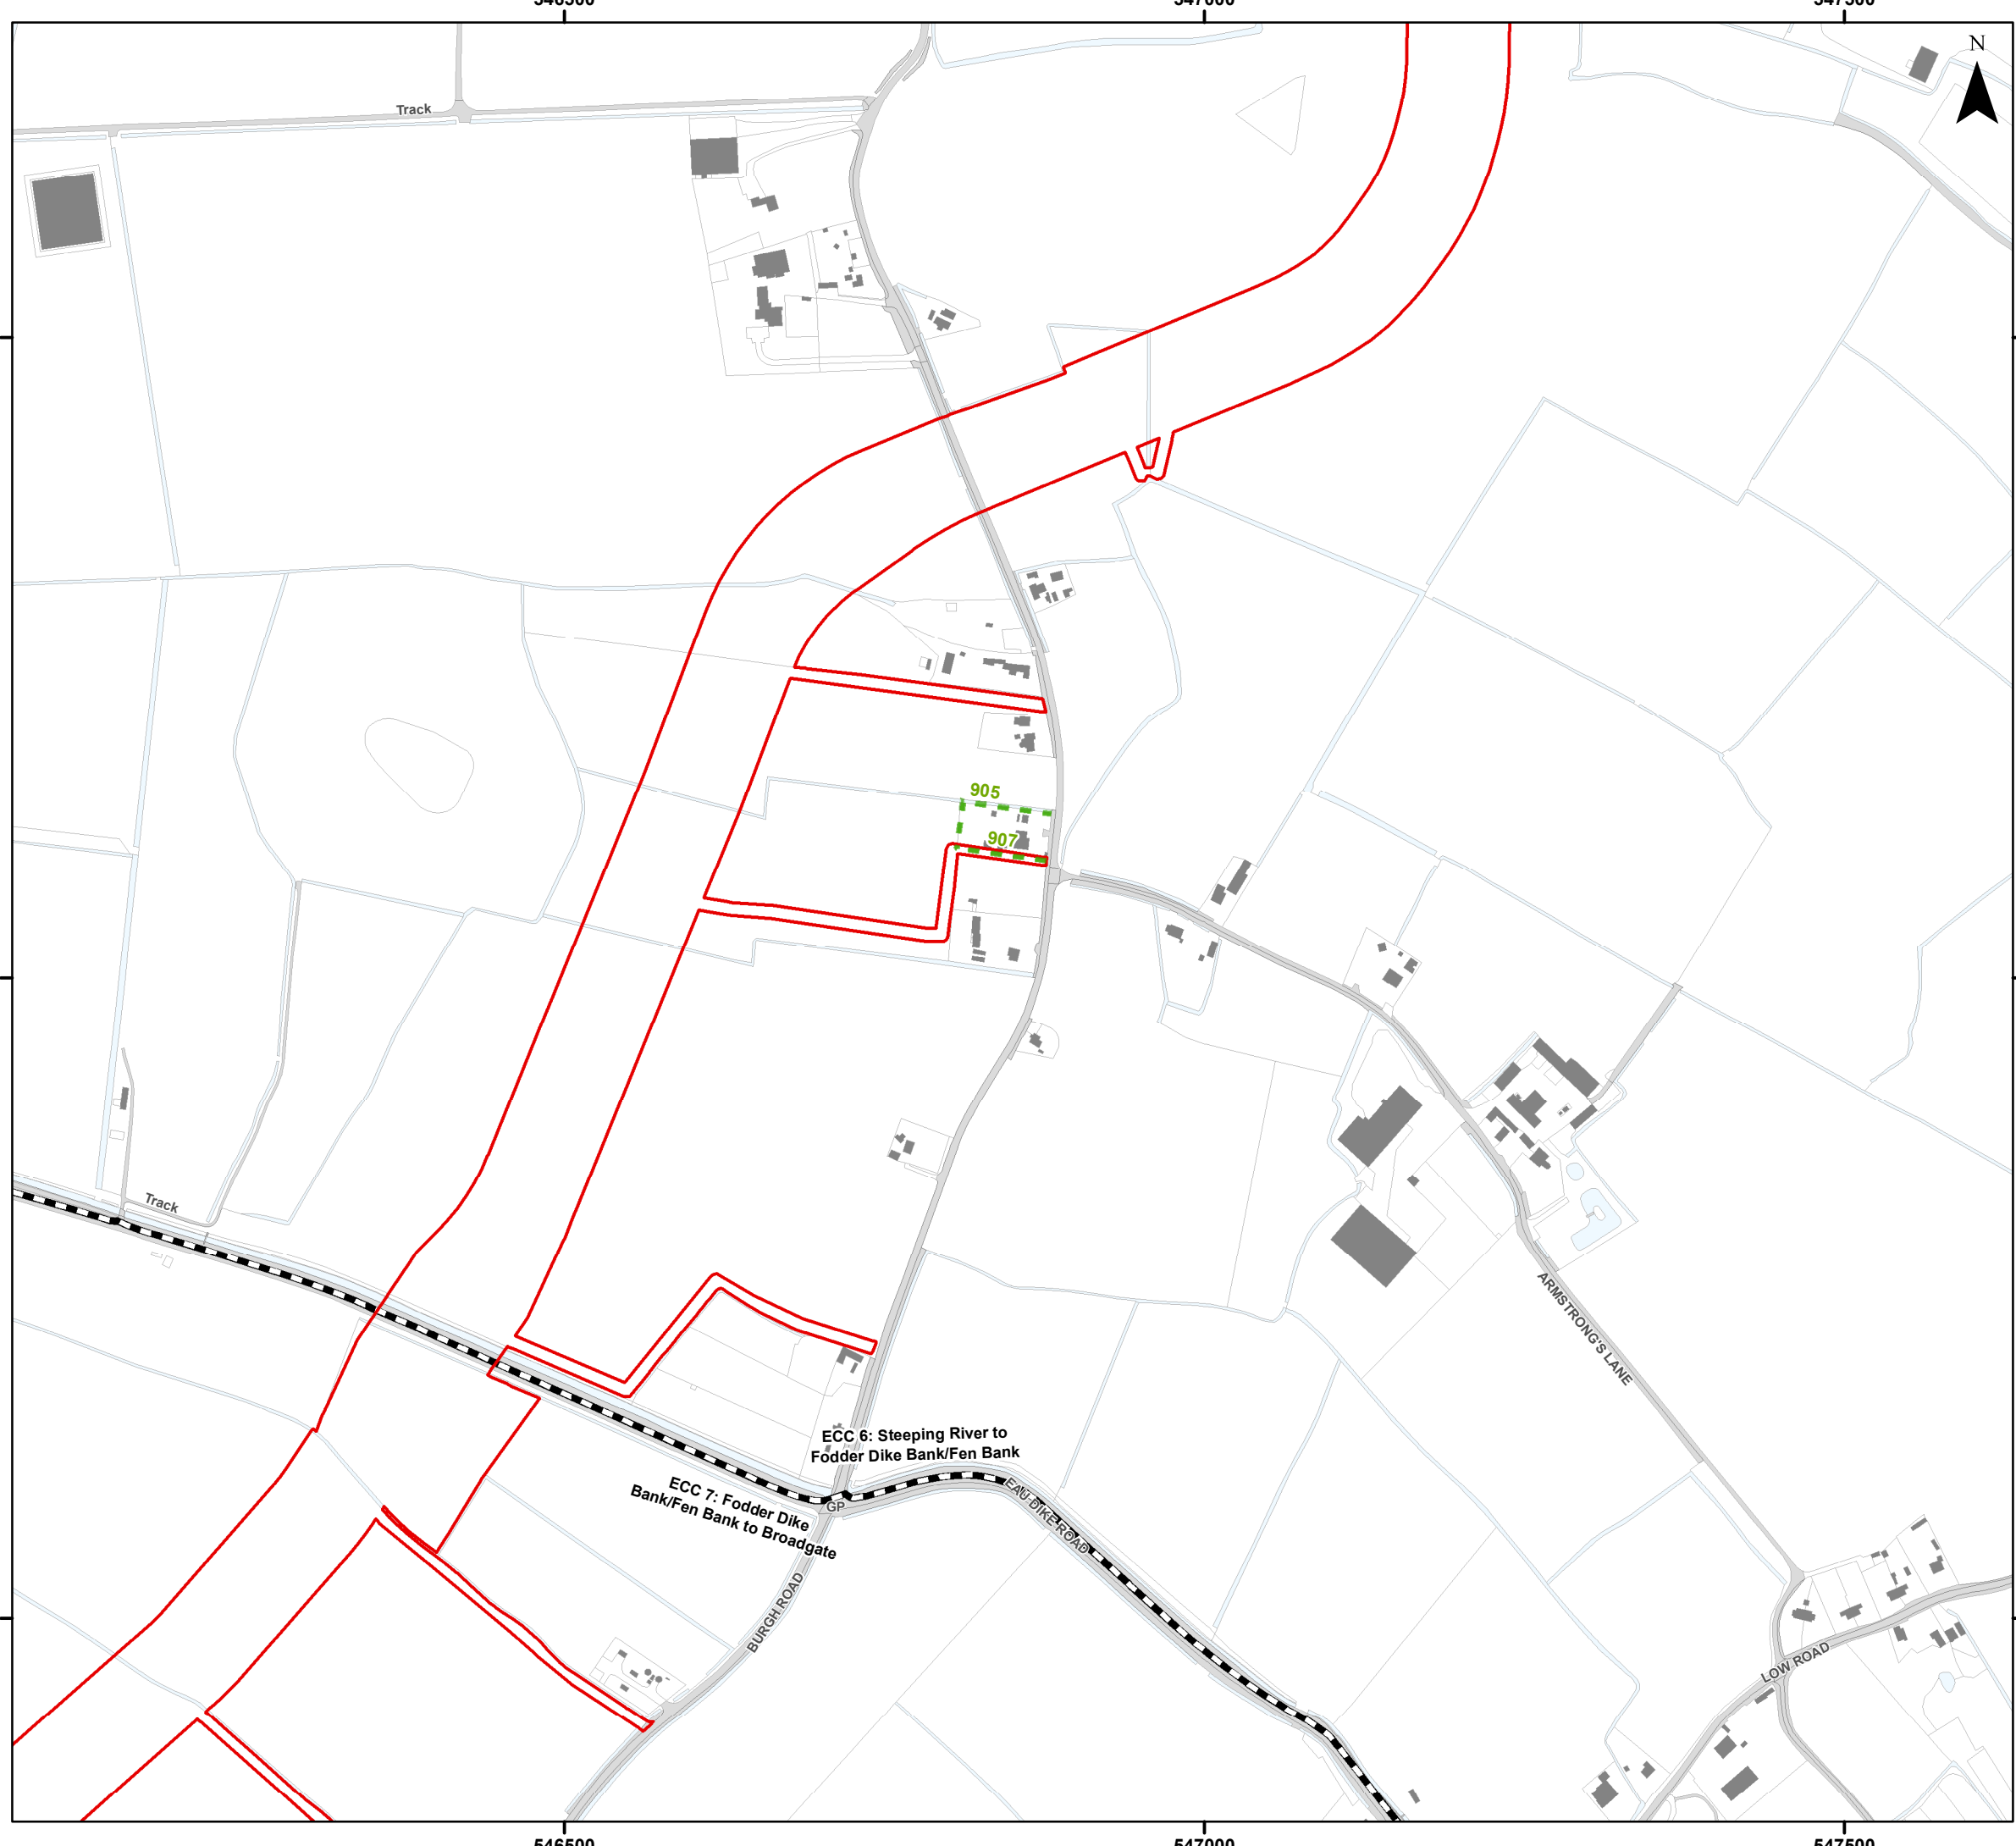 546500
547000
547500
N
Track
905
907
Track
ARMSTRONG'S LANE
ECC 6: Steeping River to
Fodder Dike Bank/Fen Bank
ECC 7: Fodder Dike
Bank/Fen Bank to Broadgate
GP
EAU DIKE ROAD
BURGH ROAD
LOW ROAD
546500
547000
547500